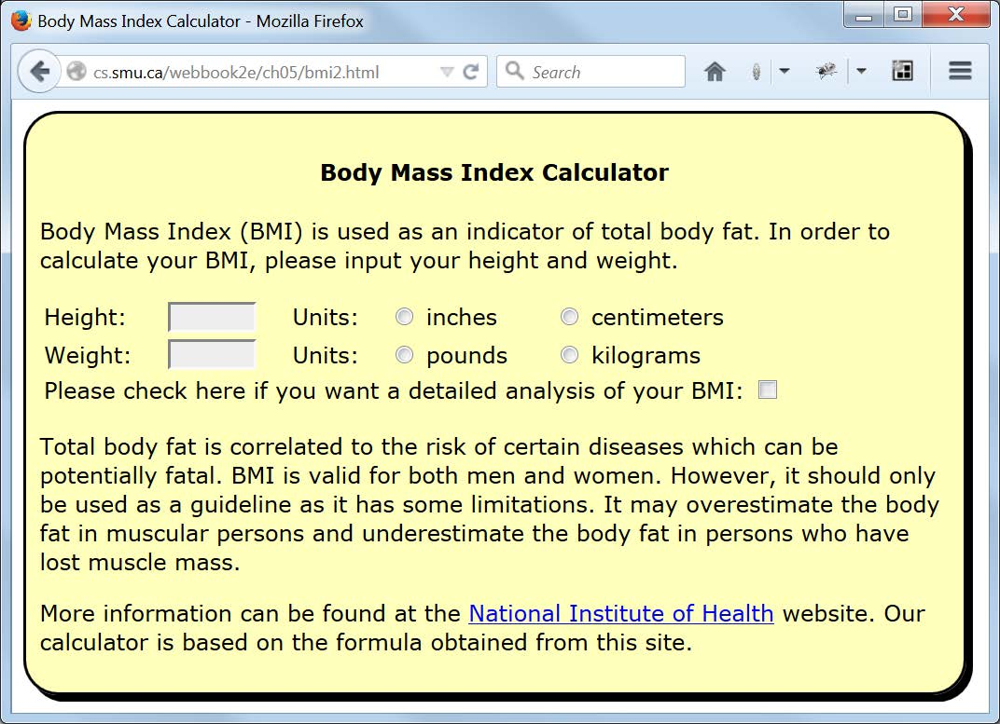 Body Mass Index Calculator - Mozilla Firefox
cs.smu.ca/webbook2e/ch05/bmi2.html Search
Body Mass Index Calculator
Body Mass Index (BMI) is used as an indicator of total body fat. In order to
calculate your BMI, please input your height and weight.
Height: Units: inches centimeters
Weight: Units: pounds kilograms
Please check here if you want a detailed analysis of your BMI:
Total body fat is correlated to the risk of certain diseases which can be
potentially fatal. BMI is valid for both men and women. However, it should only
be used as a guideline as it has some limitations. It may overestimate the body
fat in muscular persons and underestimate the body fat in persons who have
lost muscle mass.
More information can be found at the National Institute of Health website. Our
calculator is based on the formula obtained from this site.